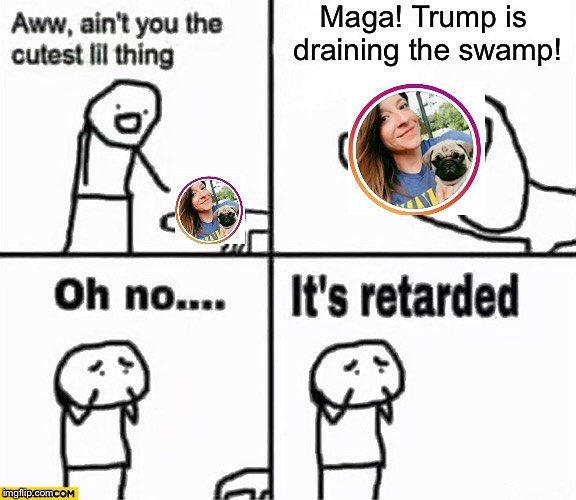 Aww, ain't you the
cutest lil thing
Maga! Trump is
draining the swamp!
Oh no....
It's retarded
imgflip.com